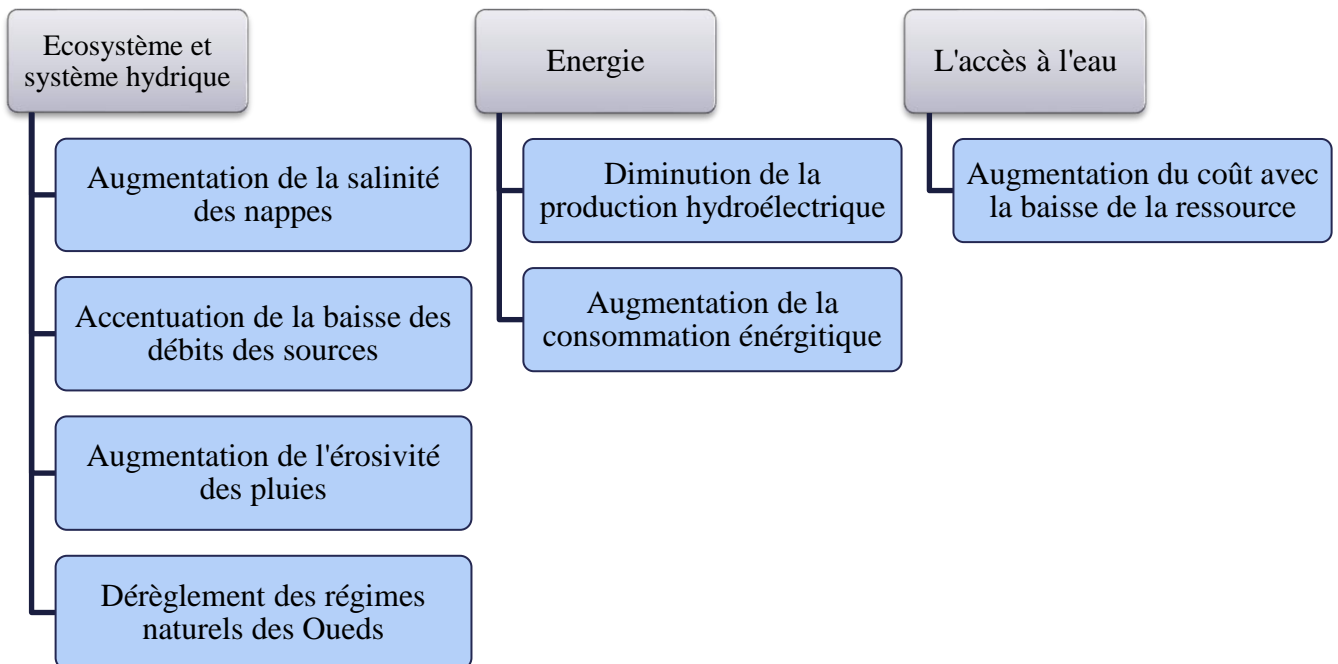 Ecosystème et
système hydrique
Augmentation de la salinité
des nappes
Accentuation de la baisse des
débits des sources
Augmentation de l'érosivité
des pluies
Dérèglement des régimes
naturels des Oueds
Energie
Diminution de la
production hydroélectrique
Augmentation de la
consommation énérgitique
L'accès à l'eau
Augmentation du coût avec
la baisse de la ressource